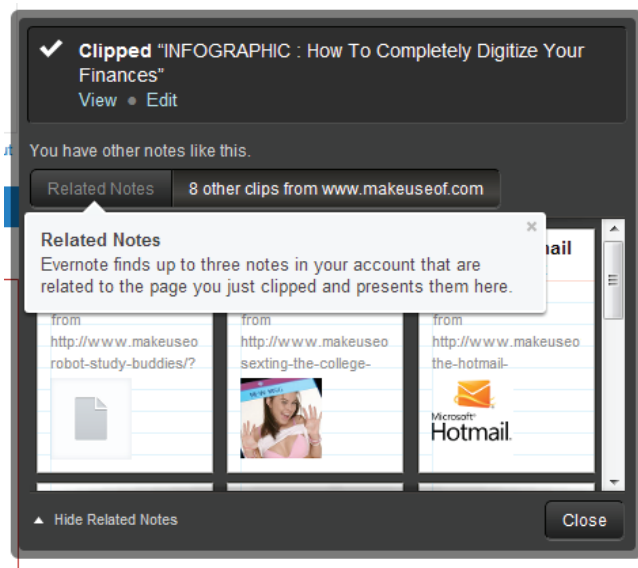 Clipped “INFOGRAPHIC : How To Completely Digitize Your
Finances”
View • Edit
You have other notes like this.
Related Notes
8 other clips from www.makeuseof.com
×
Related Notes
Evernote finds up to three notes in your account that are
related to the page you just clipped and presents them here.
from
http://www.makeuseo
robot-study-buddies/?
from
http://www.makeuseo
sexting-the-college-
from
http://www.makeuseo
the-hotmail-
Microsoft®
Hotmail.
Hide Related Notes
Close